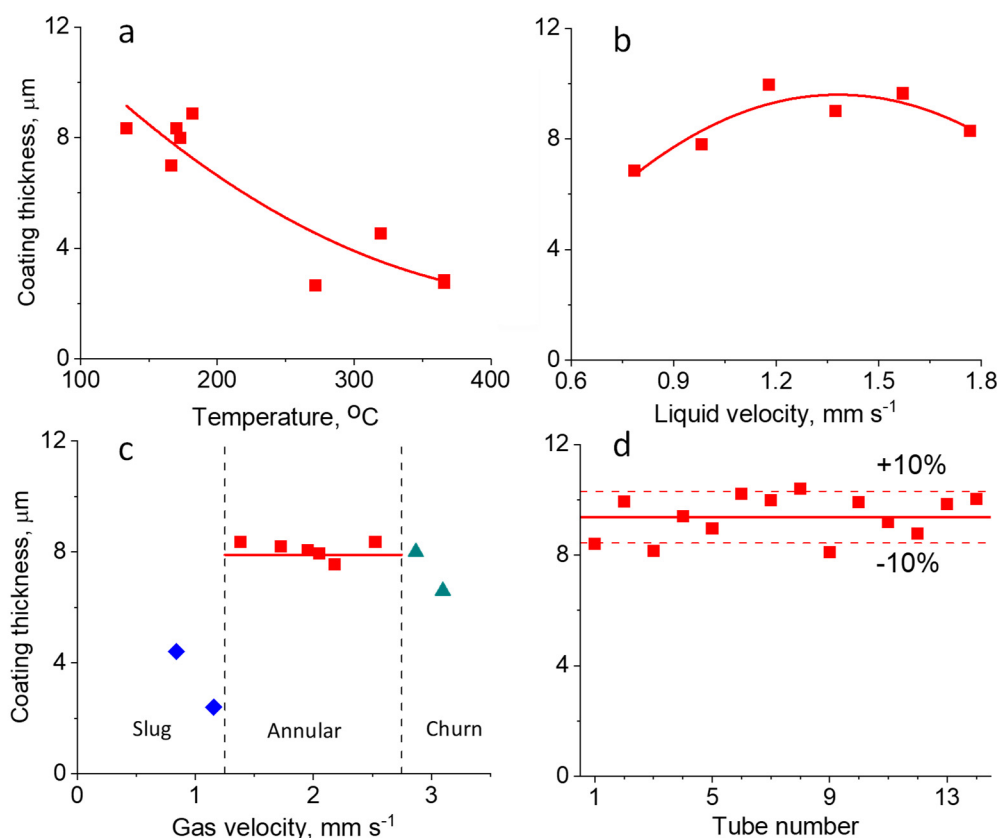 a
12
8
4
0
Coating thickness, μm
100
200
300
400
Temperature, ºC
b
12
8
4
0
0.6
0.9
1.2
1.5
1.8
Liquid velocity, mm s⁻¹
c
12
8
4
0
Coating thickness, μm
Slug
Annular
Churn
0
1
2
3
Gas velocity, mm s⁻¹
d
12
8
4
0
+10%
-10%
1
5
9
13
Tube number